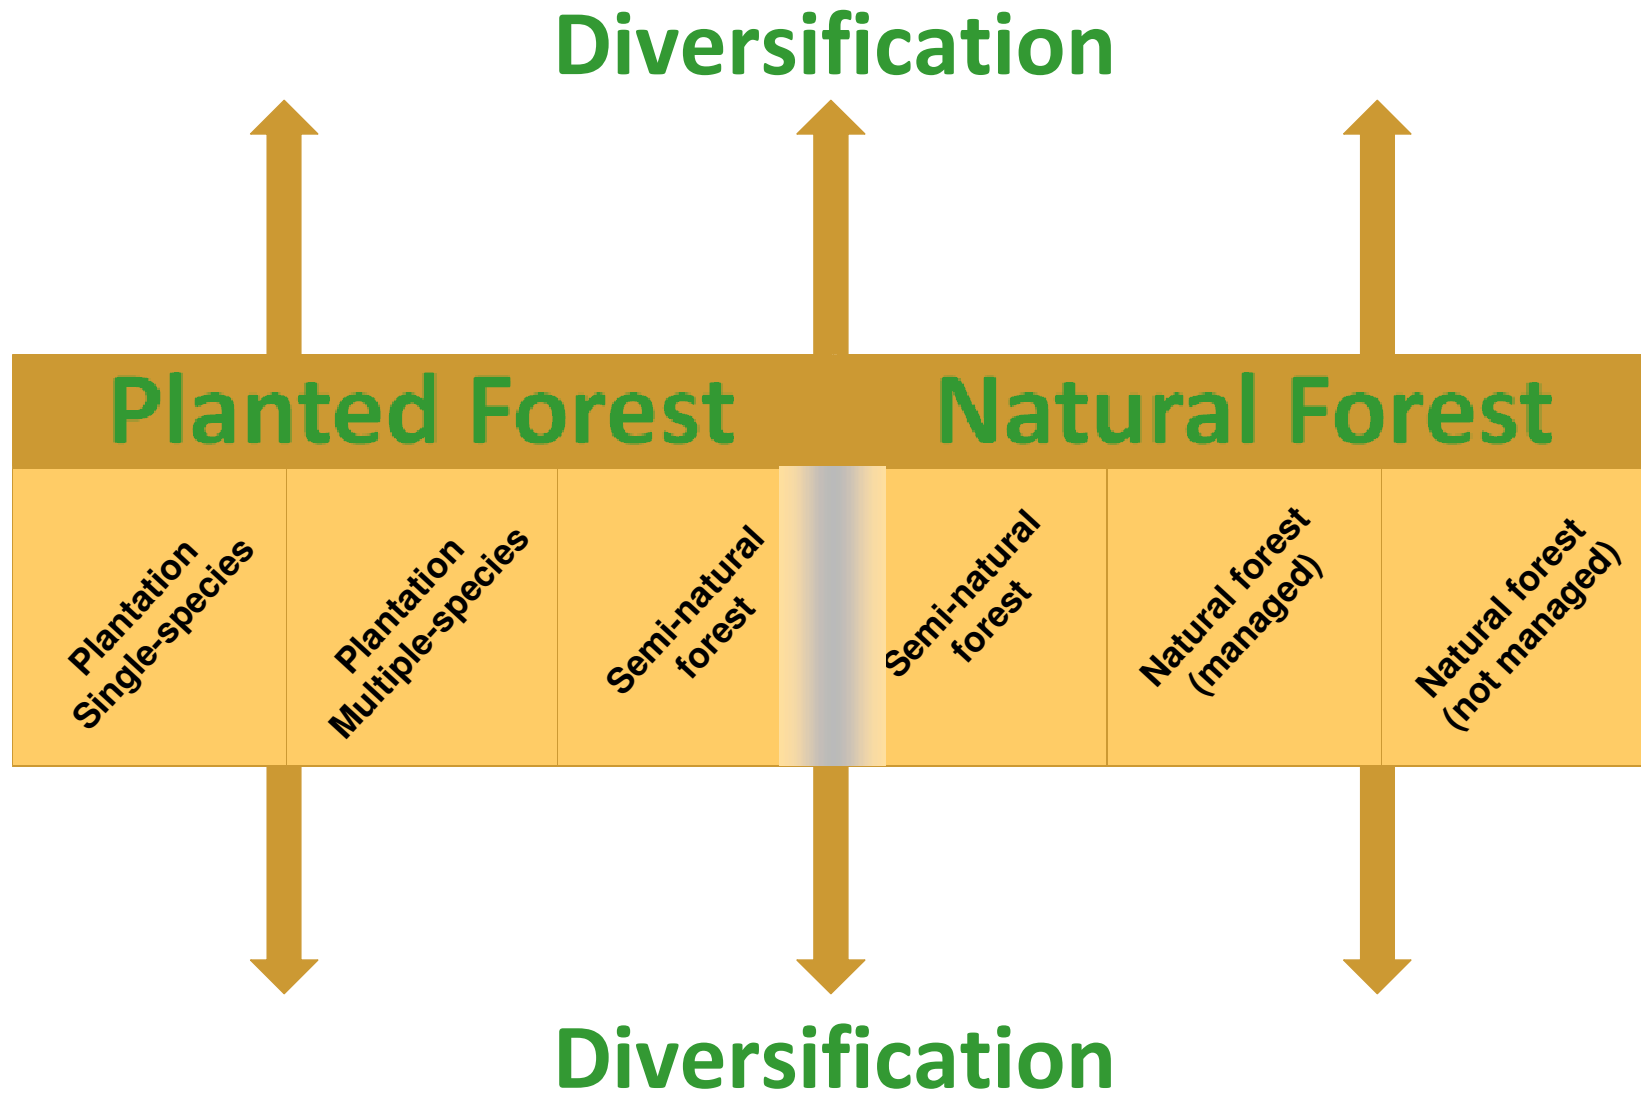 Diversification
Planted Forest
Natural Forest
Plantation
Single-species
Plantation
Multiple-species
Semi-natural
forest
Semi-natural
forest
Natural forest
(managed)
Natural forest
(not managed)
Diversification